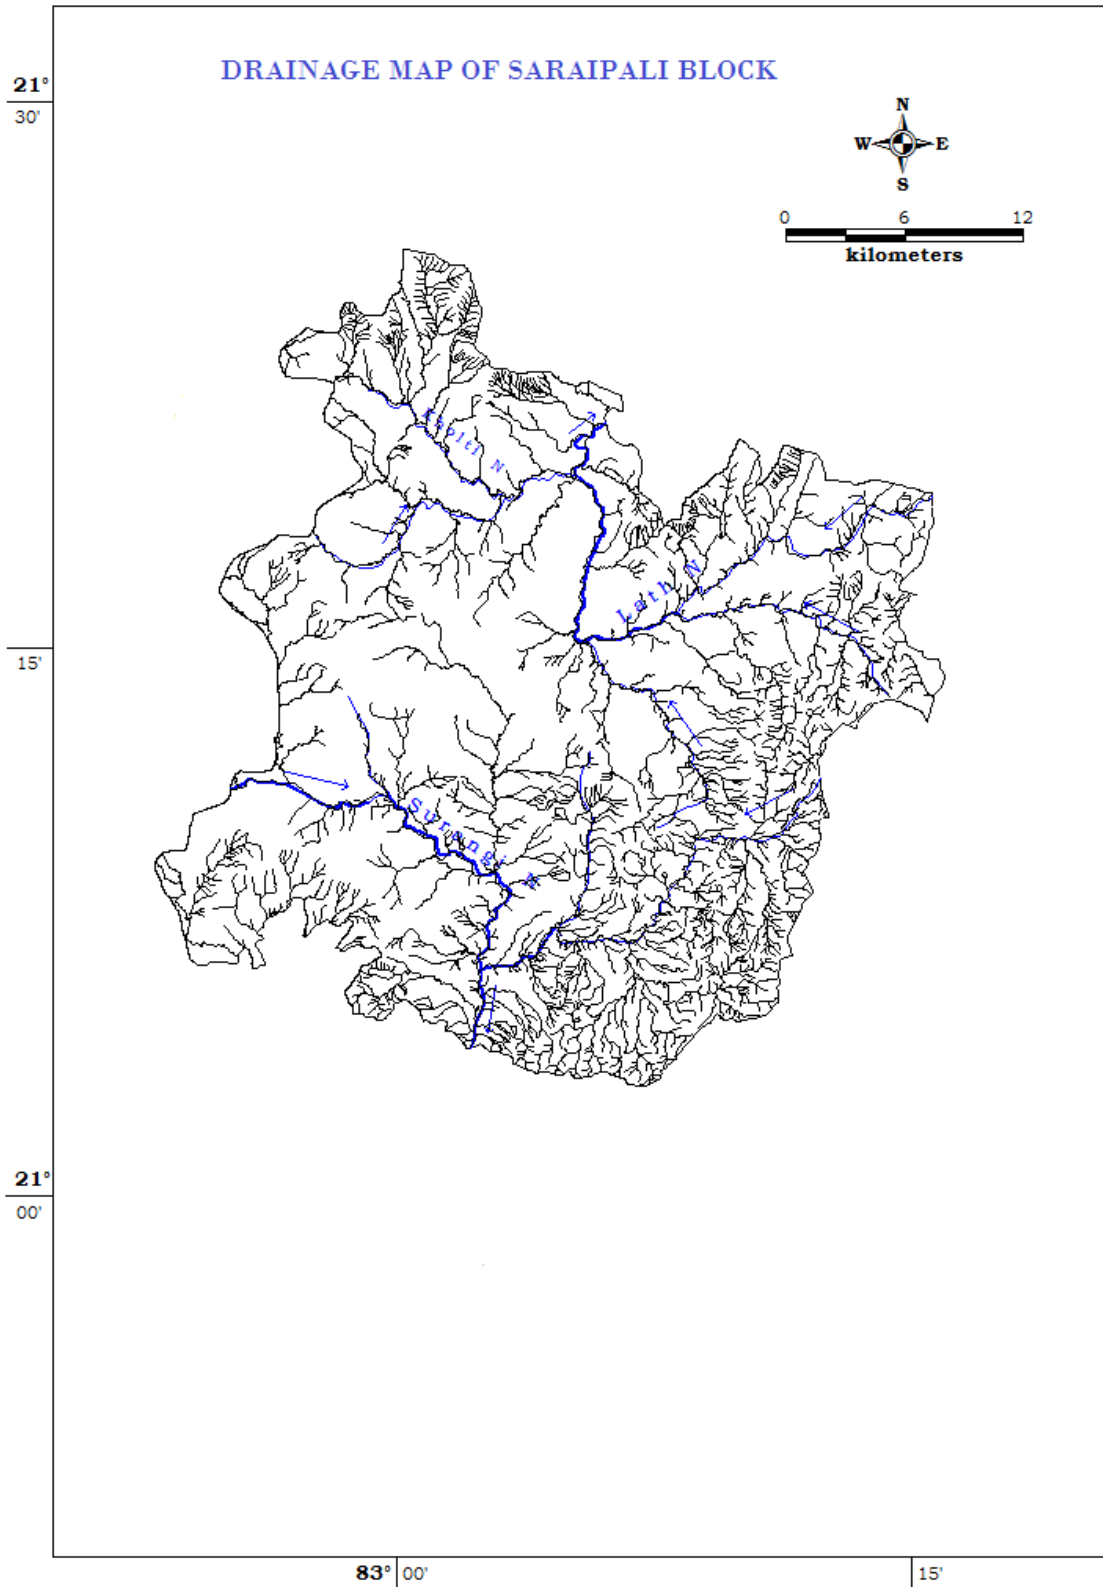 DRAINAGE MAP OF SARAIPALI BLOCK
21°
30'
N
W E
S
0 6 12
kilometers
Kholti N
Lath N
15'
Surangi N
21°
00'
83° 00' 15'